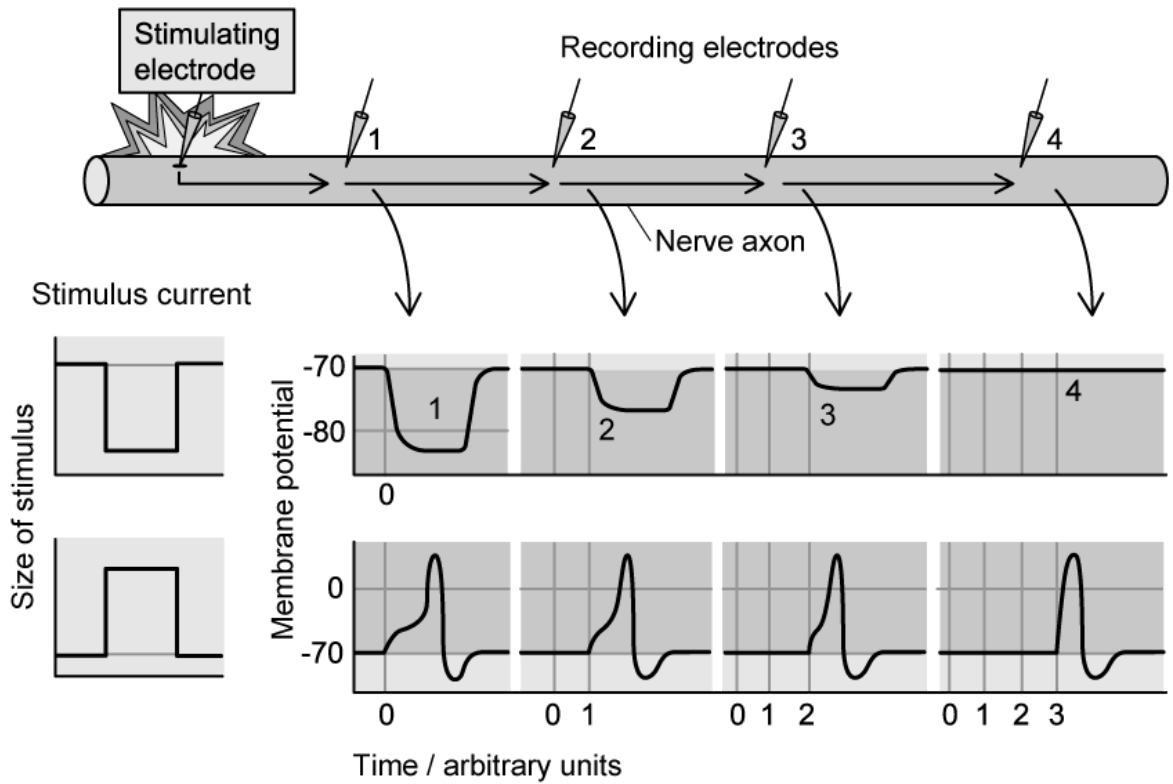 Stimulating
electrode
Recording electrodes
1
2
3
4
Nerve axon
Stimulus current
Size of stimulus
Membrane potential
-70
-80
1
2
3
4
0
0
-70
0
0 1
0 1 2
0 1 2 3
Time / arbitrary units